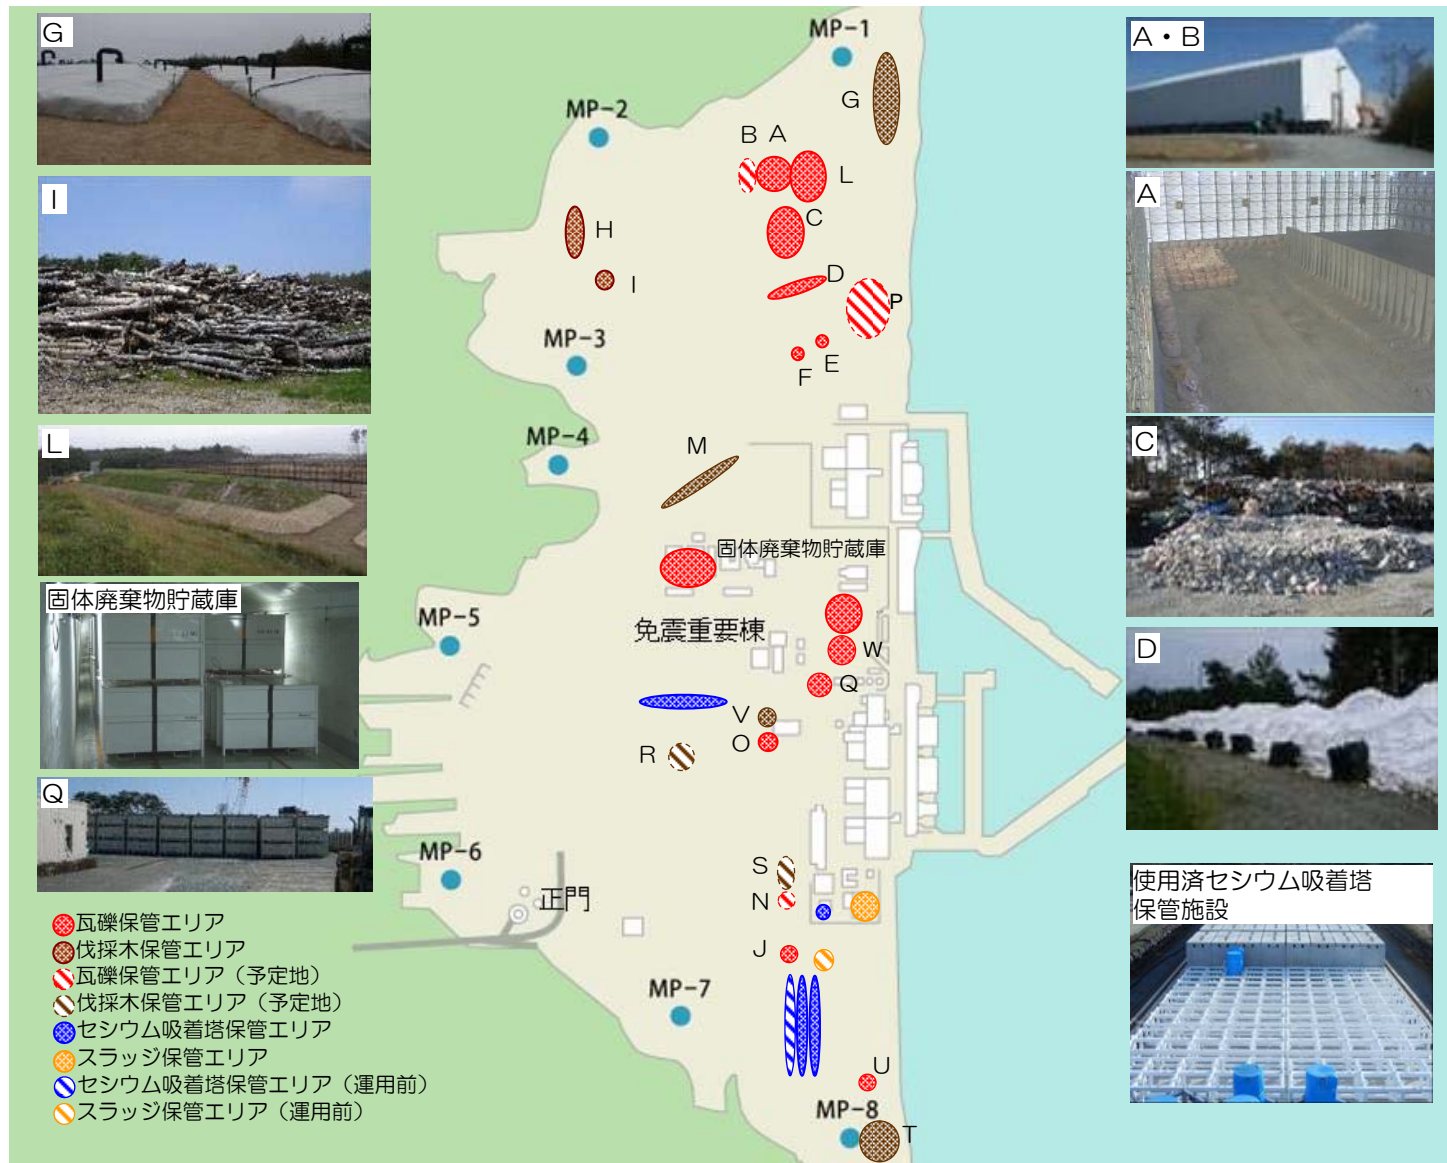 G
I
L
固体廃棄物貯蔵庫
Q
瓦礫保管エリア
伐採木保管エリア
瓦礫保管エリア（予定地）
伐採木保管エリア（予定地）
セシウム吸着塔保管エリア
スラッジ保管エリア
セシウム吸着塔保管エリア（運用前）
スラッジ保管エリア（運用前）
MP-1
G
MP-2
B
A
L
H
C
I
D
P
MP-3
E
F
MP-4
M
固体廃棄物貯蔵庫
MP-5
免震重要棟
W
Q
V
O
R
MP-6
S
正門
N
J
MP-7
U
MP-8
T
A・B
A
C
D
使用済セシウム吸着塔
保管施設